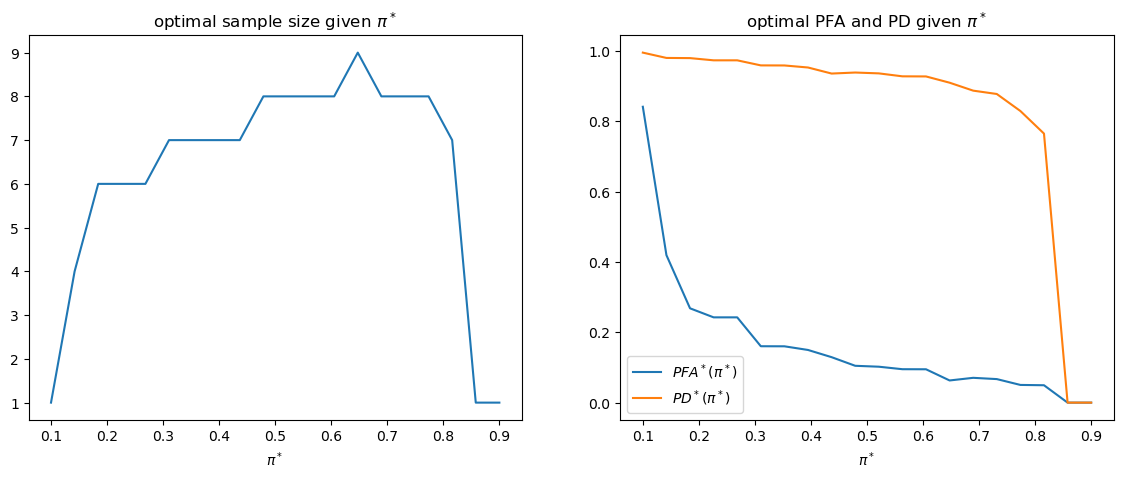 optimal sample size given π*
9
8
7
6
5
4
3
2
1
0.1 0.2 0.3 0.4 0.5 0.6 0.7 0.8 0.9
π*
optimal PFA and PD given π*
1.0
0.8
0.6
0.4
0.2
0.0
PFA*(π*)
PD*(π*)
0.1 0.2 0.3 0.4 0.5 0.6 0.7 0.8 0.9
π*